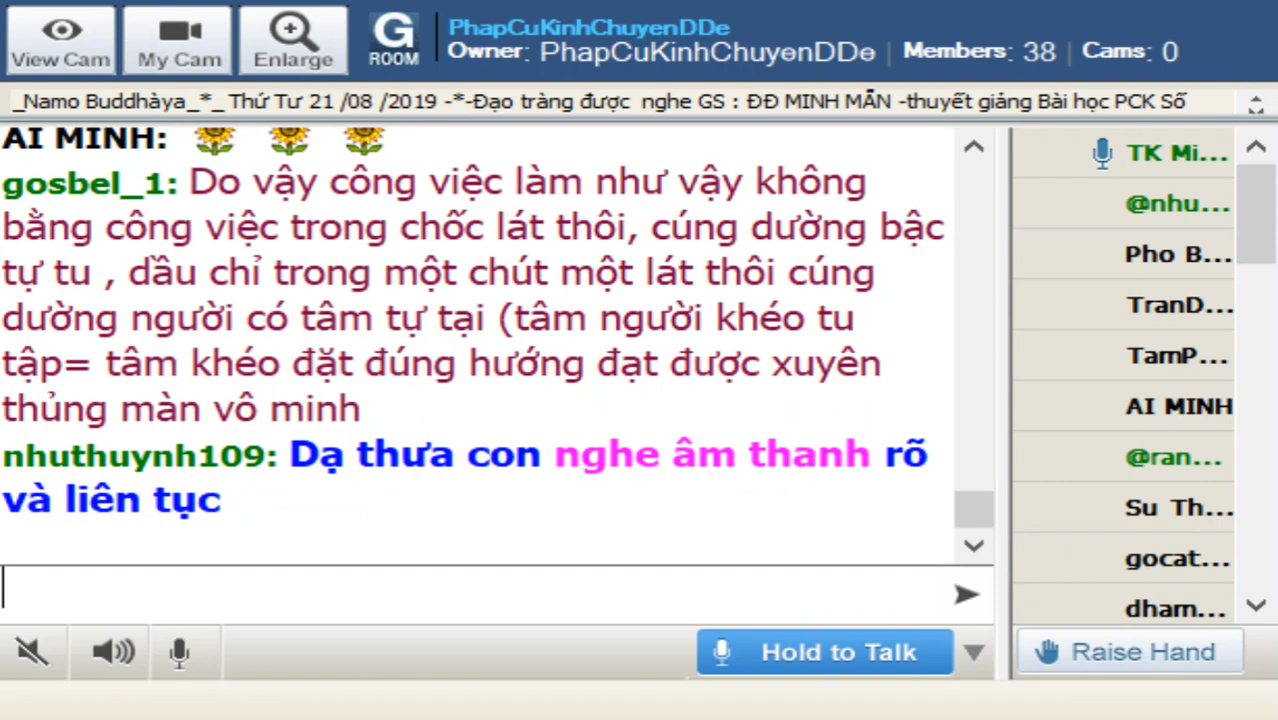 View Cam
My Cam
Enlarge
G
ROOM
PhapCuKinhChuyenDDe
Owner: PhapCuKinhChuyenDDe | Members: 38 | Cams: 0
_Namo Buddhàya_*_ Thứ Tư 21 /08 /2019 -*-Đạo tràng được nghe GS : ĐĐ MINH MẪN -thuyết giảng Bài học PCK Số
AI MINH:
gosbel_1: Do vậy công việc làm như vậy không
bằng công việc trong chốc lát thôi, cúng dường bậc
tự tu , dầu chỉ trong một chút một lát thôi cúng
dường người có tâm tự tại (tâm người khéo tu
tập= tâm khéo đặt đúng hướng đạt được xuyên
thủng màn vô minh
nhuthuynh109: Dạ thưa con nghe âm thanh rõ
và liên tục
TK Mi...
@nhu...
Pho B...
TranD...
TamP...
AI MINH
@ran...
Su Th...
gocat...
dham...
Hold to Talk
Raise Hand